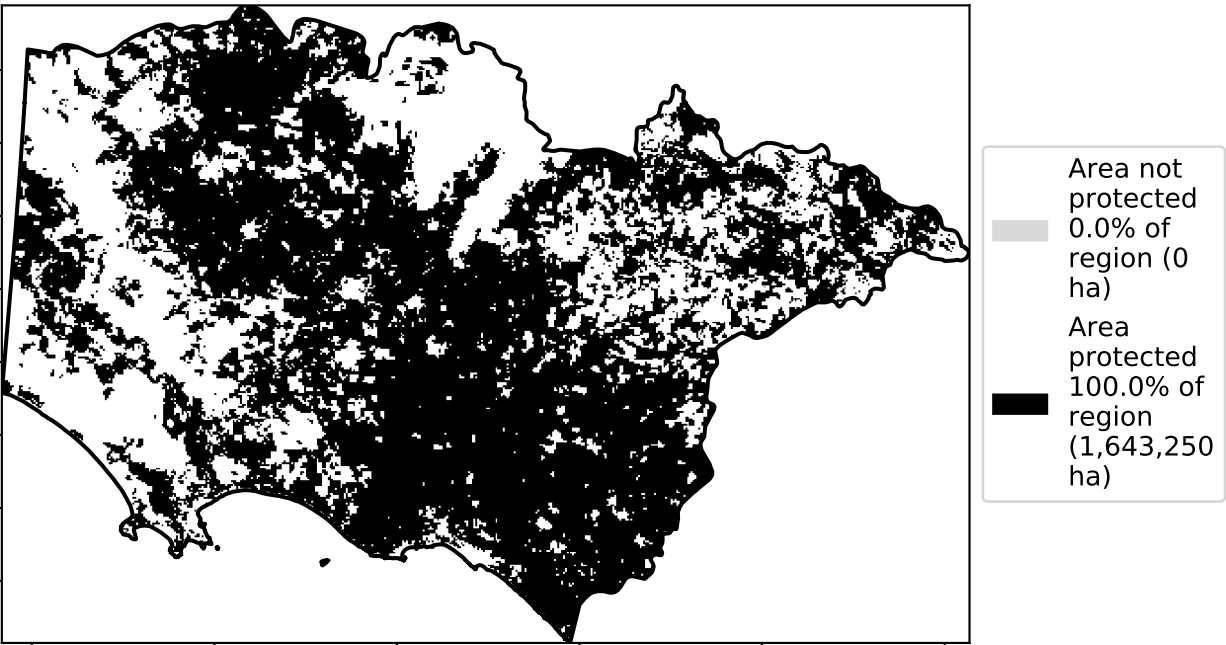 Area not
protected
0.0% of
region (0
ha)
Area
protected
100.0% of
region
(1,643,250
ha)